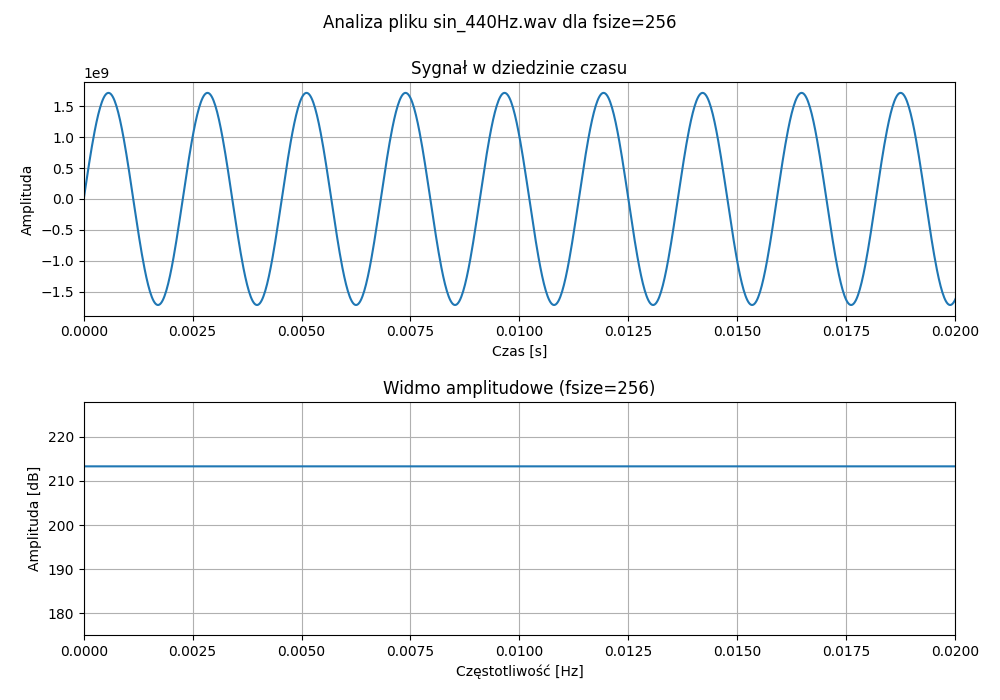 Analiza pliku sin_440Hz.wav dla fsize=256
Sygnał w dziedzinie czasu
1e9
1.5
1.0
0.5
0.0
−0.5
−1.0
−1.5
Amplituda
0.0000 0.0025 0.0050 0.0075 0.0100 0.0125 0.0150 0.0175 0.0200
Czas [s]
Widmo amplitudowe (fsize=256)
220
210
200
190
180
Amplituda [dB]
0.0000 0.0025 0.0050 0.0075 0.0100 0.0125 0.0150 0.0175 0.0200
Częstotliwość [Hz]